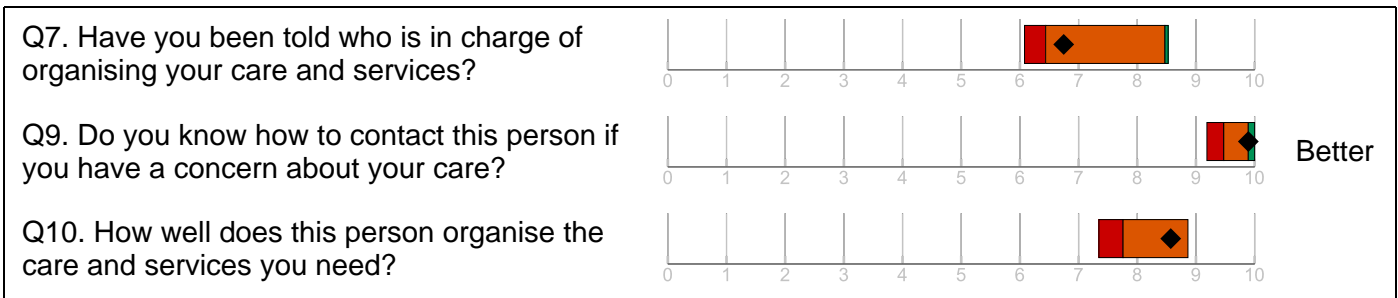 Q7. Have you been told who is in charge of
organising your care and services?
0 1 2 3 4 5 6 7 8 9 10
Q9. Do you know how to contact this person if
you have a concern about your care?
0 1 2 3 4 5 6 7 8 9 10
Better
Q10. How well does this person organise the
care and services you need?
0 1 2 3 4 5 6 7 8 9 10